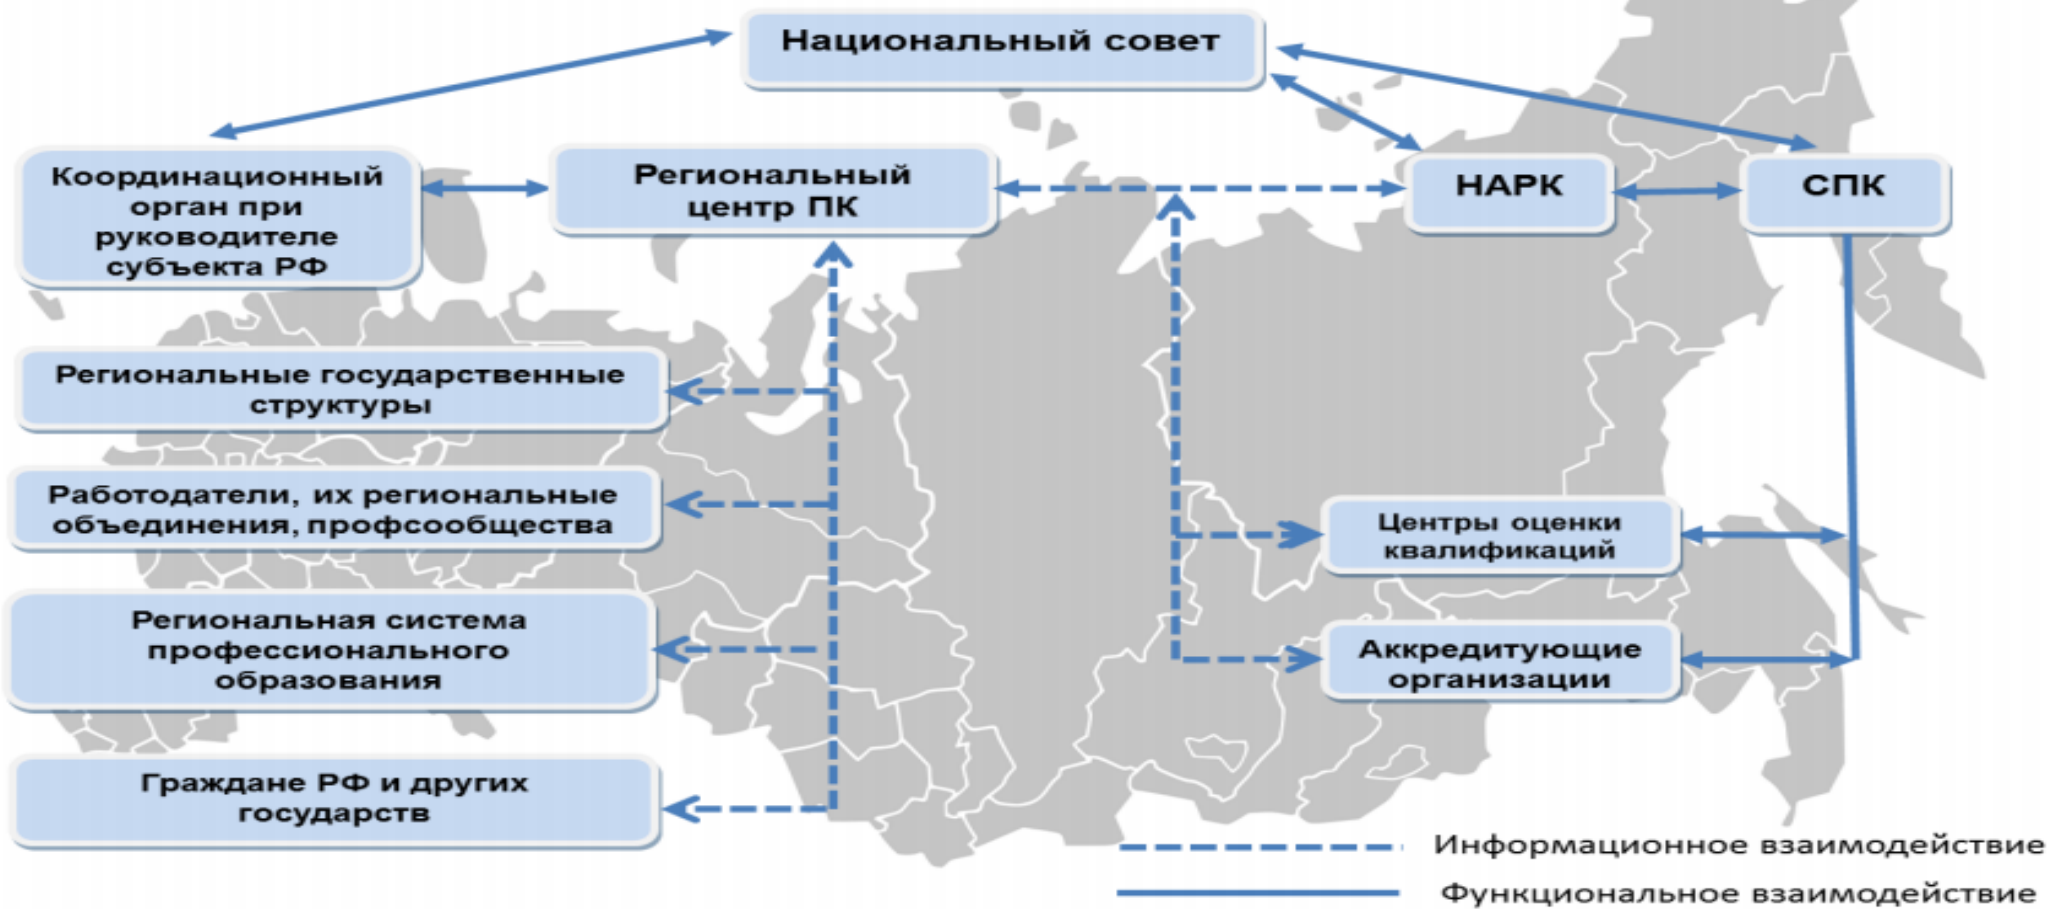 Национальный совет
Координационный
орган при
руководителе
субъекта РФ
Региональный
центр ПК
НАРК
СПК
Региональные государственные
структуры
Работодатели, их региональные
объединения, профсообщества
Региональная система
профессионального
образования
Граждане РФ и других
государств
Центры оценки
квалификаций
Аккредитующие
организации
Информационное взаимодействие
Функциональное взаимодействие